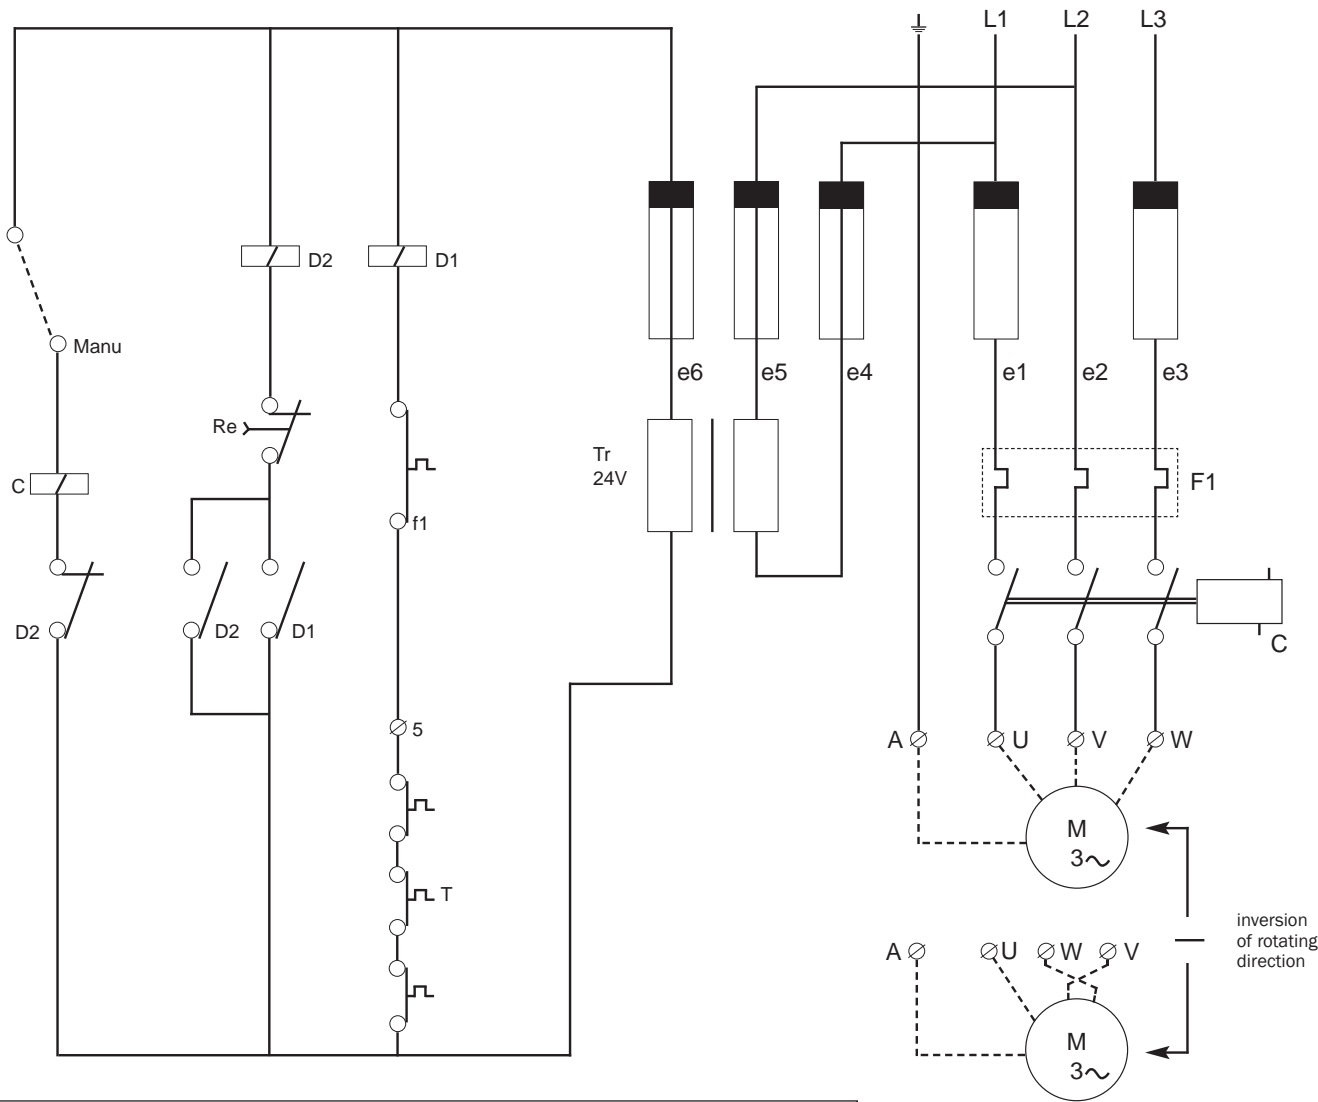 L1 L2 L3
D2 D1
Manu
e6 e5 e4 e1 e2 e3
Re
Tr
24V
C
F1
f1
D2 D2 D1
C
5
A U V W
M
3~
T
inversion
of rotating
direction
A U W V
M
3~